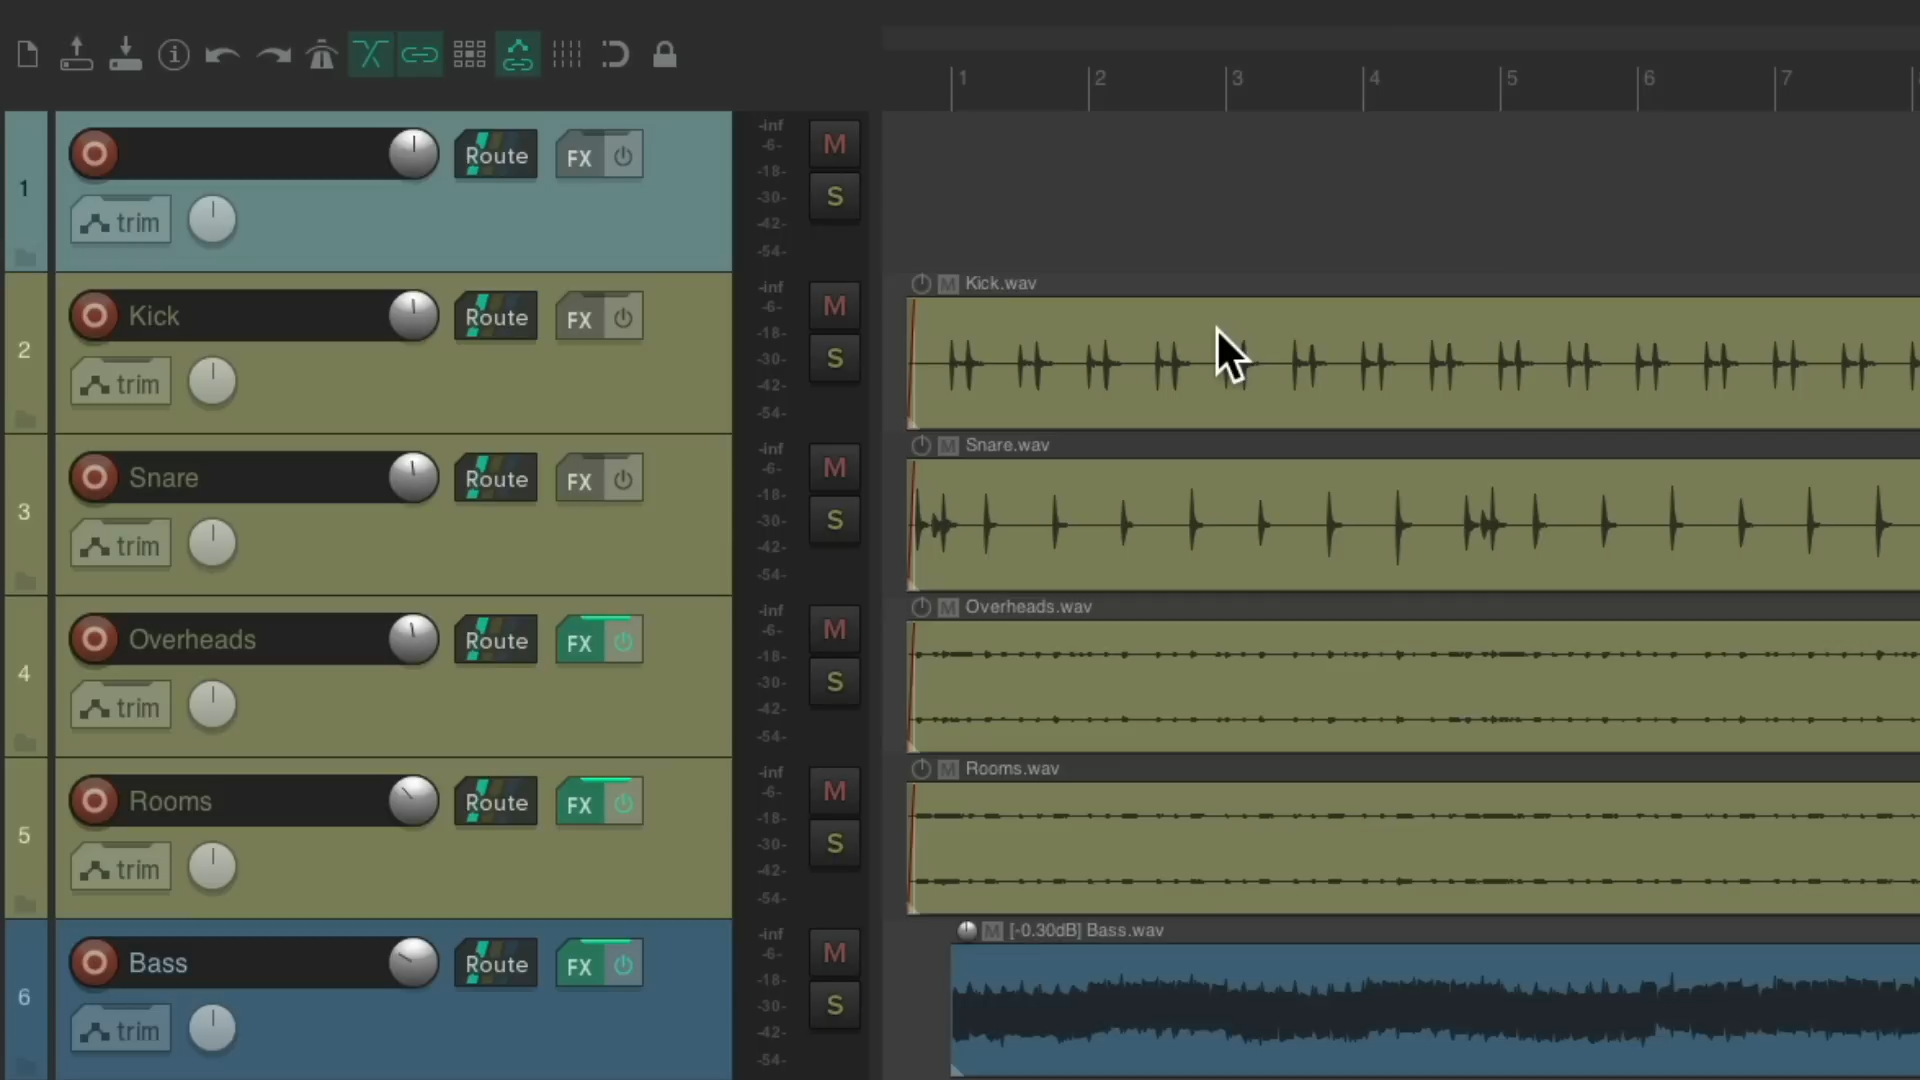 1 2 3 4 5 6 7
1 Route FX -inf M
-6-
-18-
trim -30- S
-42-
-54-
Kick.wav
2 Kick Route FX -inf M
-6-
-18-
trim -30- S
-42-
-54-
M Kick.wav
3 Snare Route FX -inf M
-6-
-18-
trim -30- S
-42-
-54-
M Snare.wav
4 Overheads Route FX -inf M
-6-
-18-
trim -30- S
-42-
-54-
M Overheads.wav
5 Rooms Route FX -inf M
-6-
-18-
trim -30- S
-42-
-54-
M Rooms.wav
6 Bass Route FX -inf M
-6-
-18-
trim -30- S
-42-
-54-
M [-0.30dB] Bass.wav